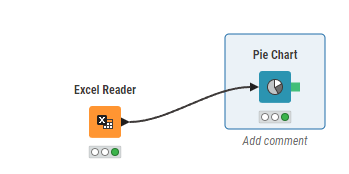 Pie Chart
Excel Reader
X
Add comment